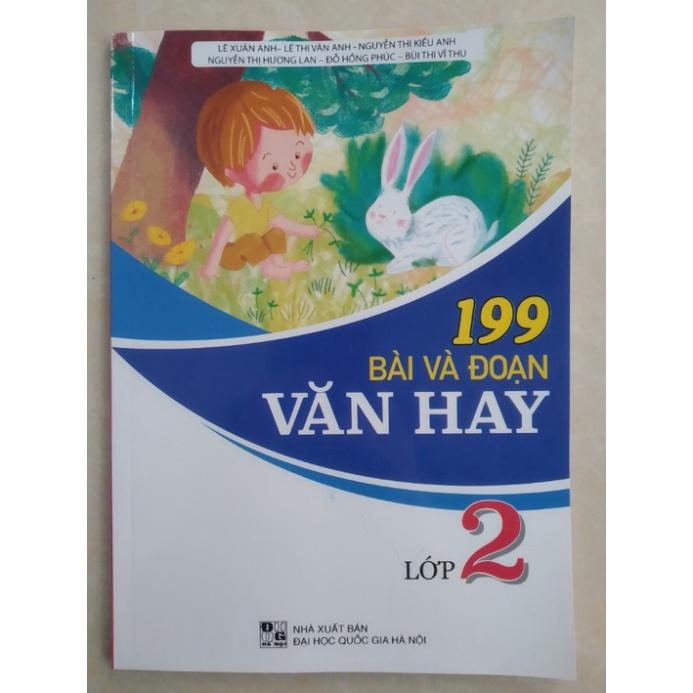 LÊ XUÂN ANH– LÊ THỊ VÂN ANH - NGUYỄN THỊ KIỀU ANH
NGUYỄN THỊ HƯƠNG LAN – ĐỖ HỒNG PHÚC – BÙI THỊ VĨ THU
199
BÀI VÀ ĐOẠN
VĂN HAY
LỚP 2
NHÀ XUẤT BẢN
ĐẠI HỌC QUỐC GIA HÀ NỘI